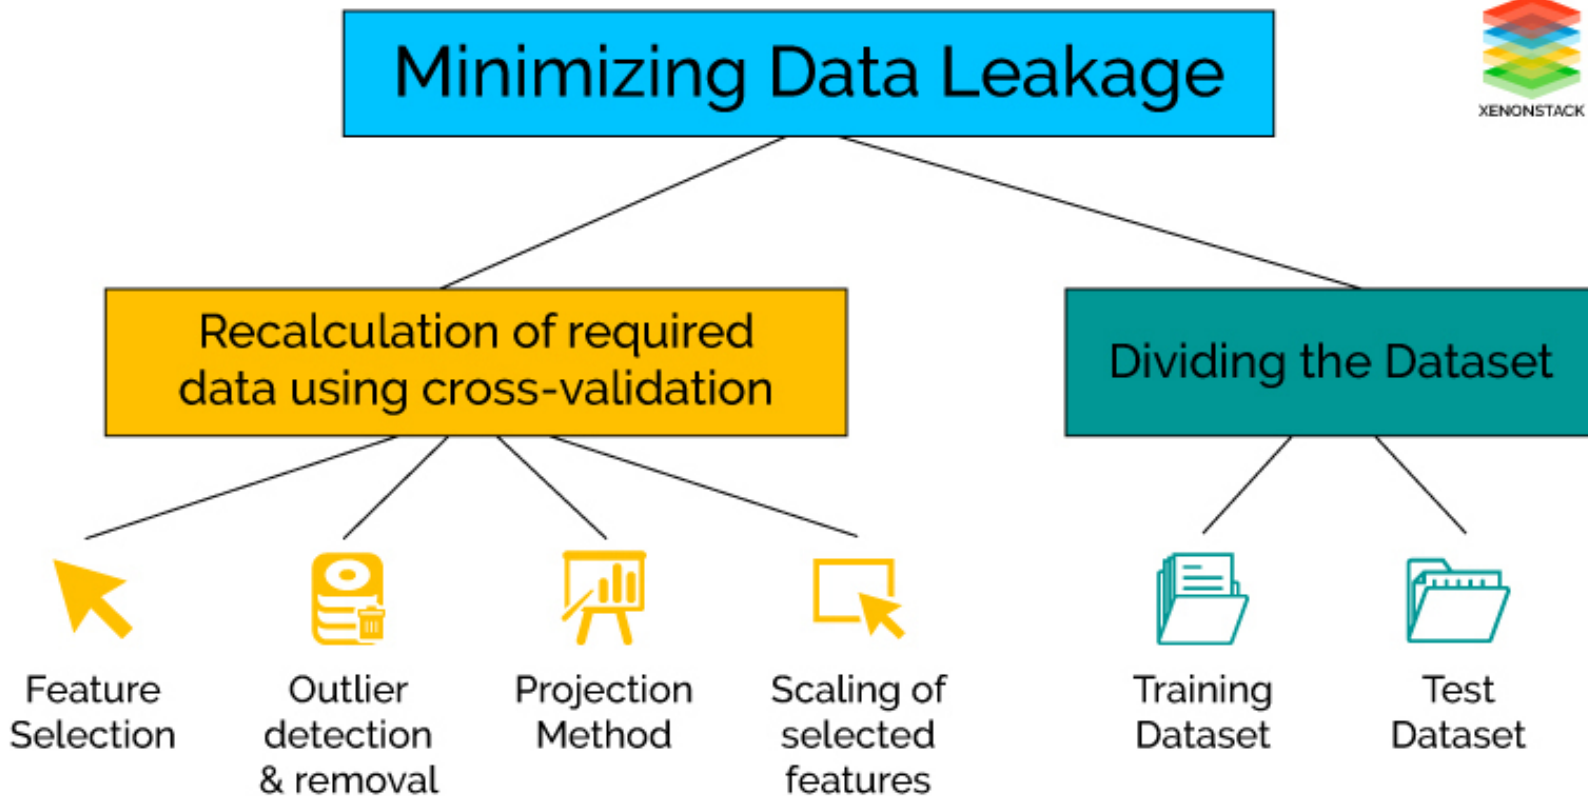 Minimizing Data Leakage
XENONSTACK
Recalculation of required
data using cross-validation
Dividing the Dataset
Feature
Selection
Outlier
detection
& removal
Projection
Method
Scaling of
selected
features
Training
Dataset
Test
Dataset